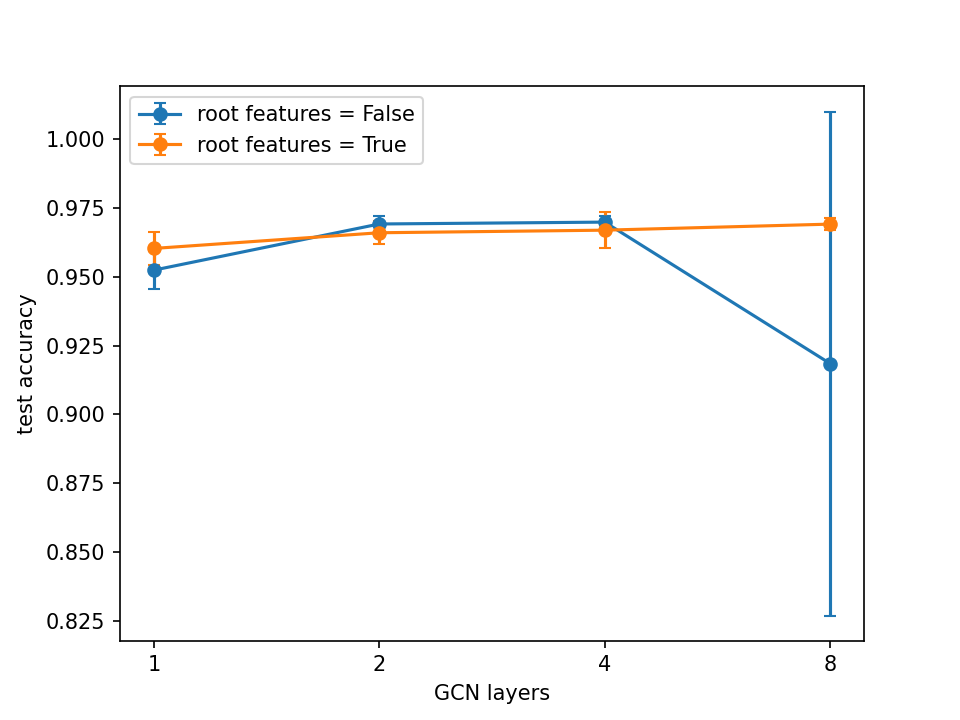 root features = False
root features = True
1.000
0.975
0.950
0.925
0.900
0.875
0.850
0.825
test accuracy
1 2 4 8
GCN layers